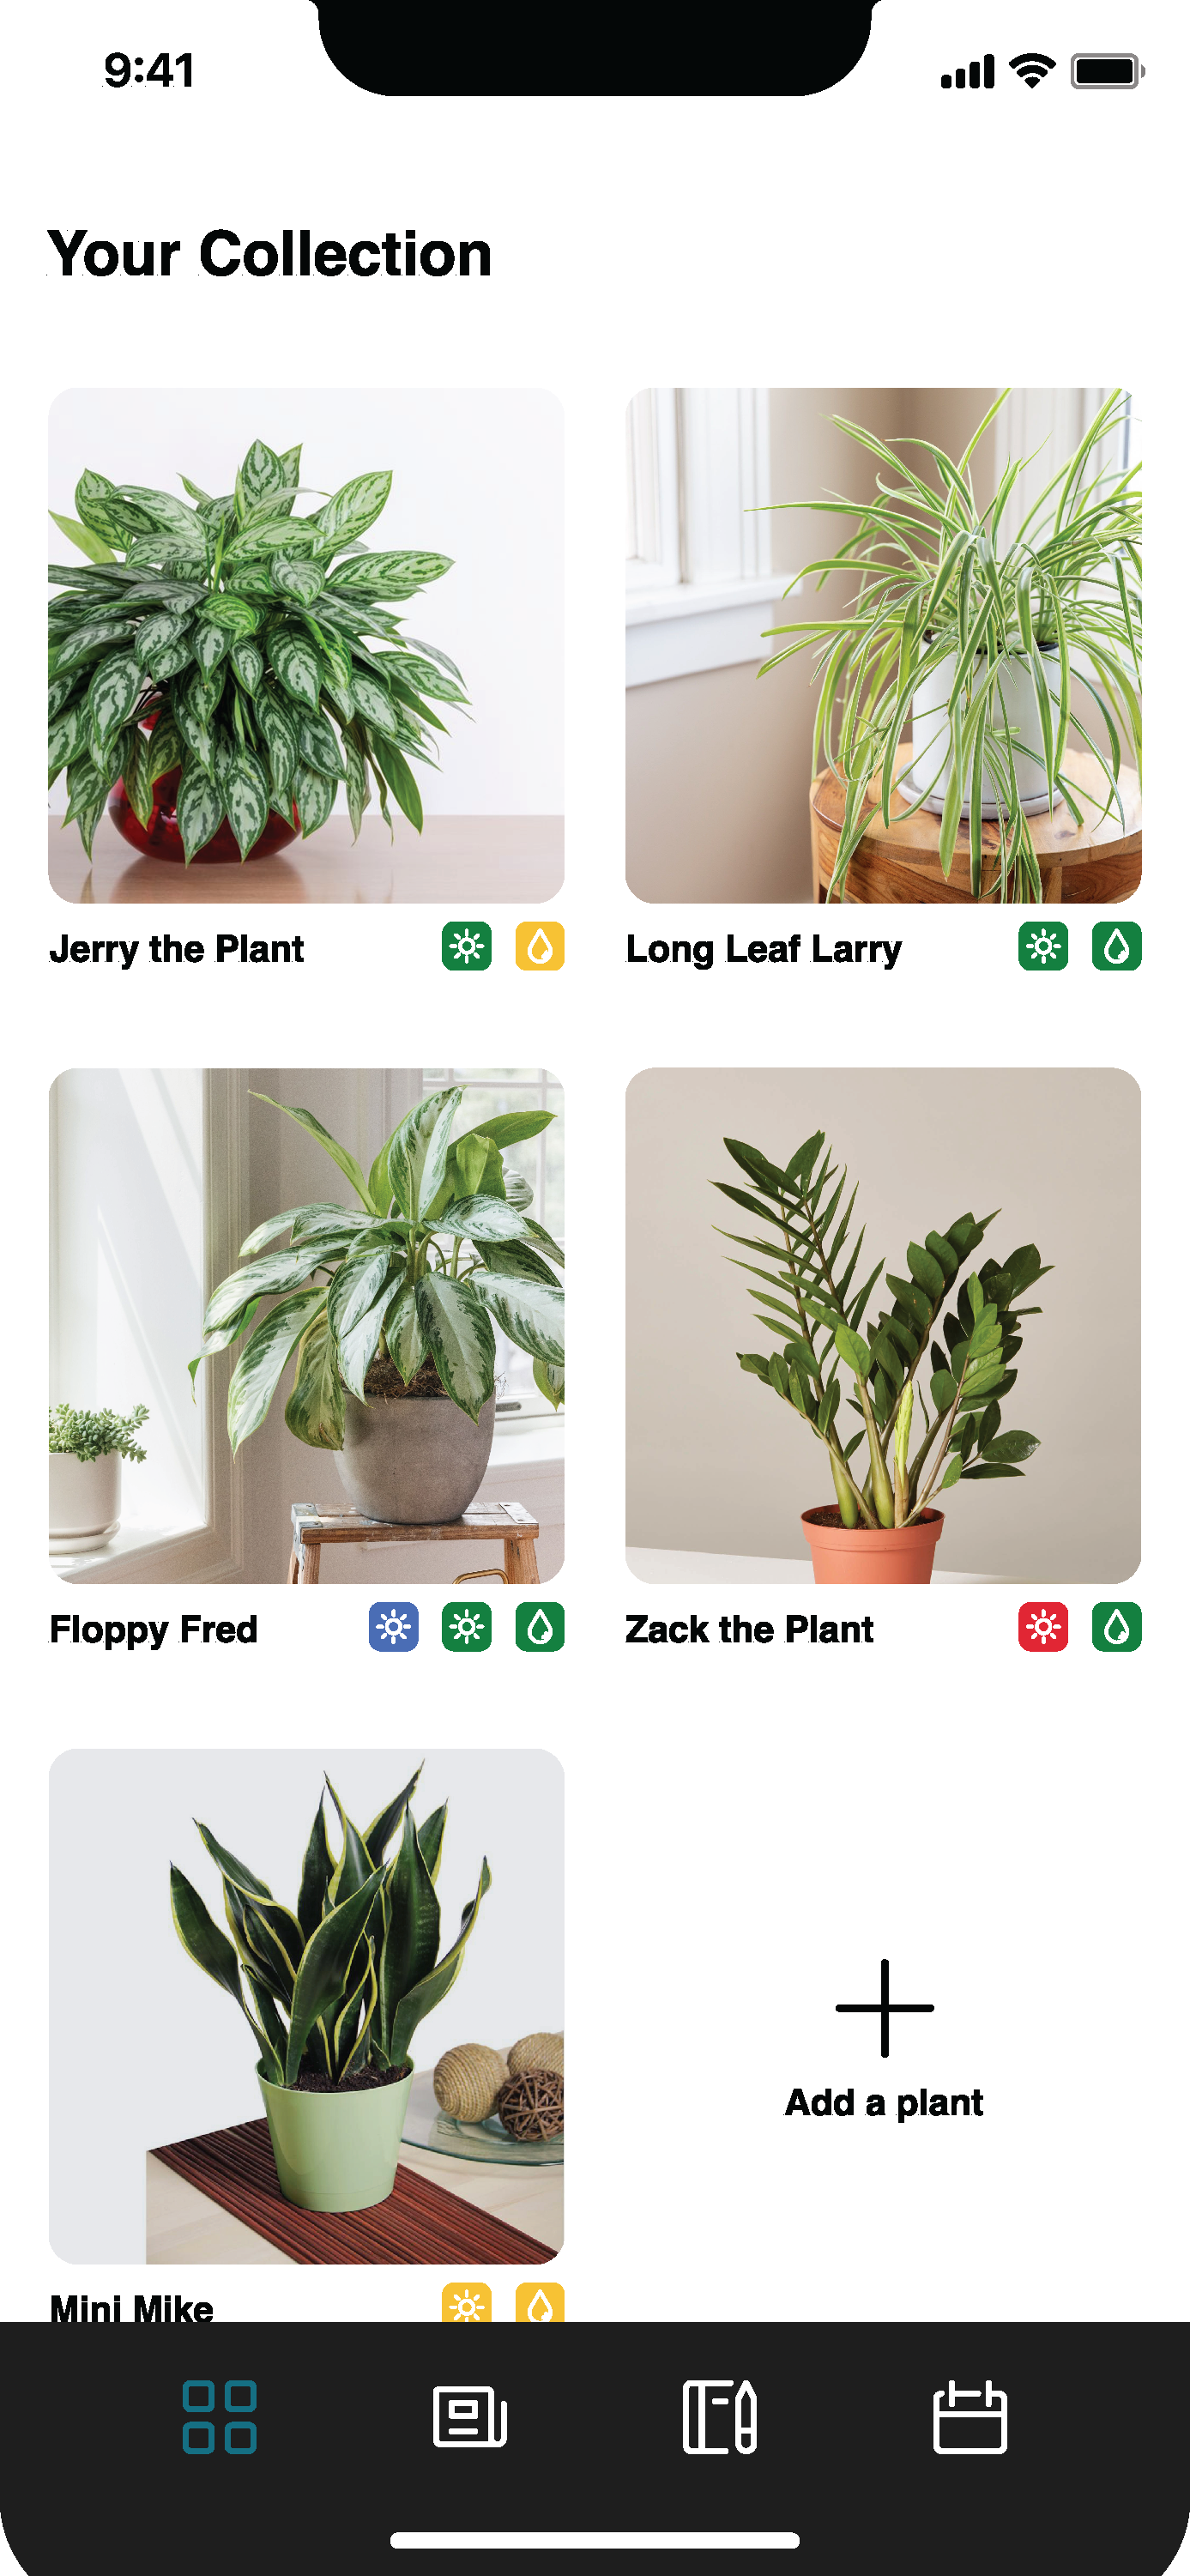 9:41
Your Collection
Jerry the Plant
Long Leaf Larry
Floppy Fred
Zack the Plant
Add a plant
Mini Mike